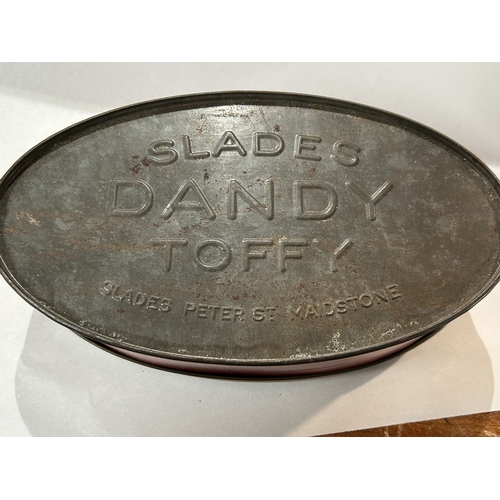 SLADES
DANDY
TOFFY
SLADES PETER ST MAIDSTONE